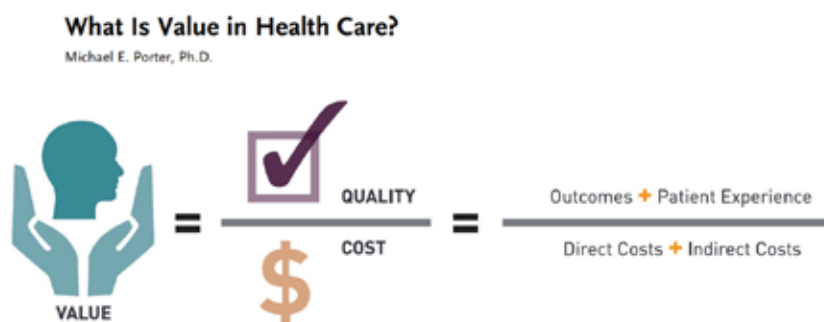 What Is Value in Health Care?
Michael E. Porter, Ph.D.
VALUE
=
QUALITY
COST
$
=
Outcomes + Patient Experience
Direct Costs + Indirect Costs